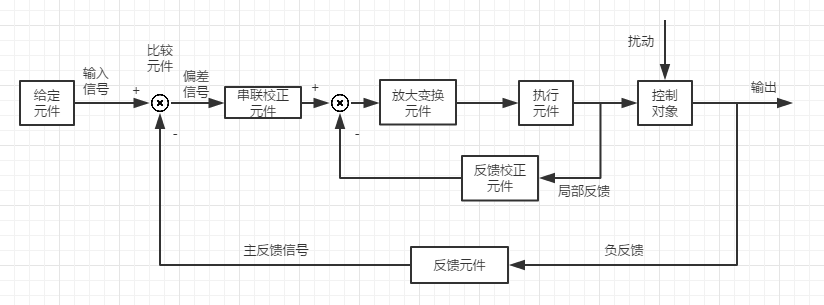 扰动
比较
元件
输入
信号
偏差
信号
+
+
输出
给定
元件
串联校正
元件
放大变换
元件
执行
元件
控制
对象
-
-
反馈校正
元件
局部反馈
主反馈信号
负反馈
反馈元件